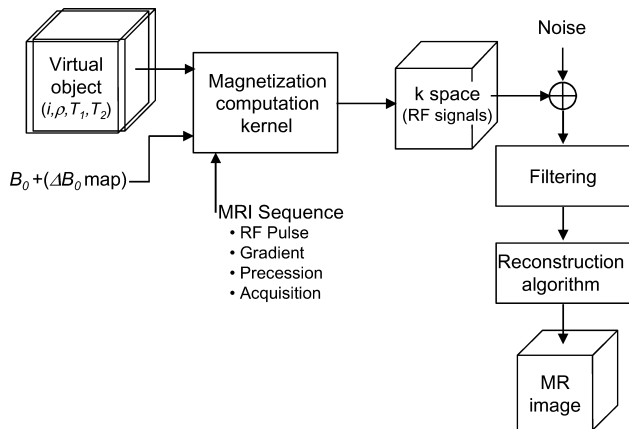 Virtual
object
(i,ρ,T1,T2)
B0 +(ΔB0 map)
Magnetization
computation
kernel
MRI Sequence
• RF Pulse
• Gradient
• Precession
• Acquisition
k space
(RF signals)
Noise
Filtering
Reconstruction
algorithm
MR
image